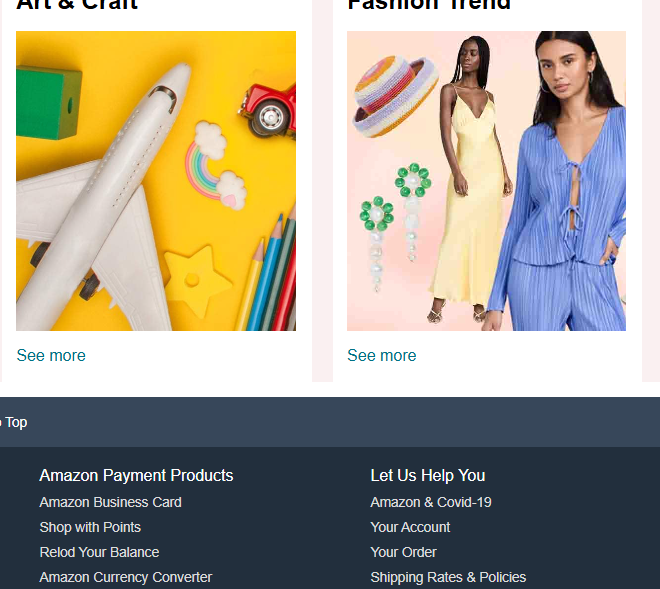 Art & Craft
Fashion Trend
See more
See more
Top
Amazon Payment Products
Amazon Business Card
Shop with Points
Relod Your Balance
Amazon Currency Converter
Let Us Help You
Amazon & Covid-19
Your Account
Your Order
Shipping Rates & Policies